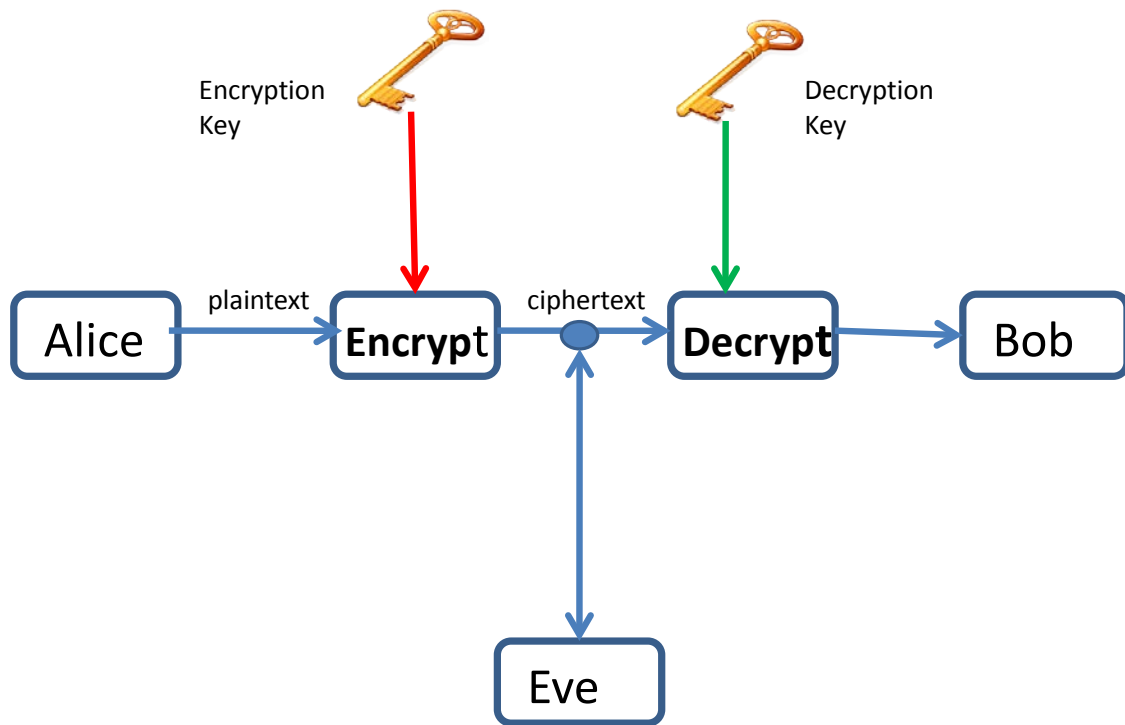 Encryption
Key
Decryption
Key
plaintext
ciphertext
Alice
Encrypt
Decrypt
Bob
Eve